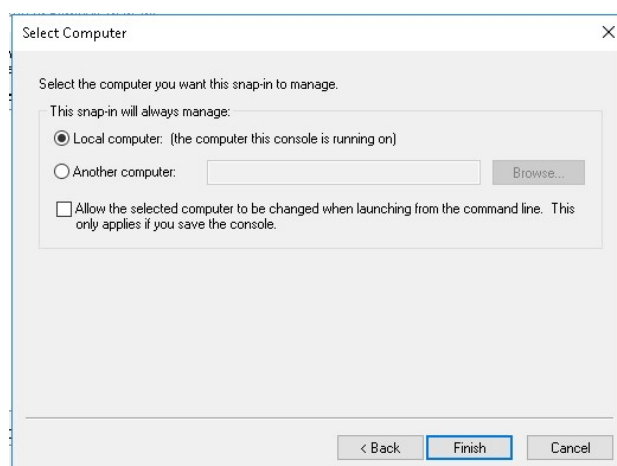 Select Computer
Select the computer you want this snap-in to manage.
This snap-in will always manage:
Local computer: (the computer this console is running on)
Another computer:
Browse...
Allow the selected computer to be changed when launching from the command line. This
only applies if you save the console.
< Back
Finish
Cancel